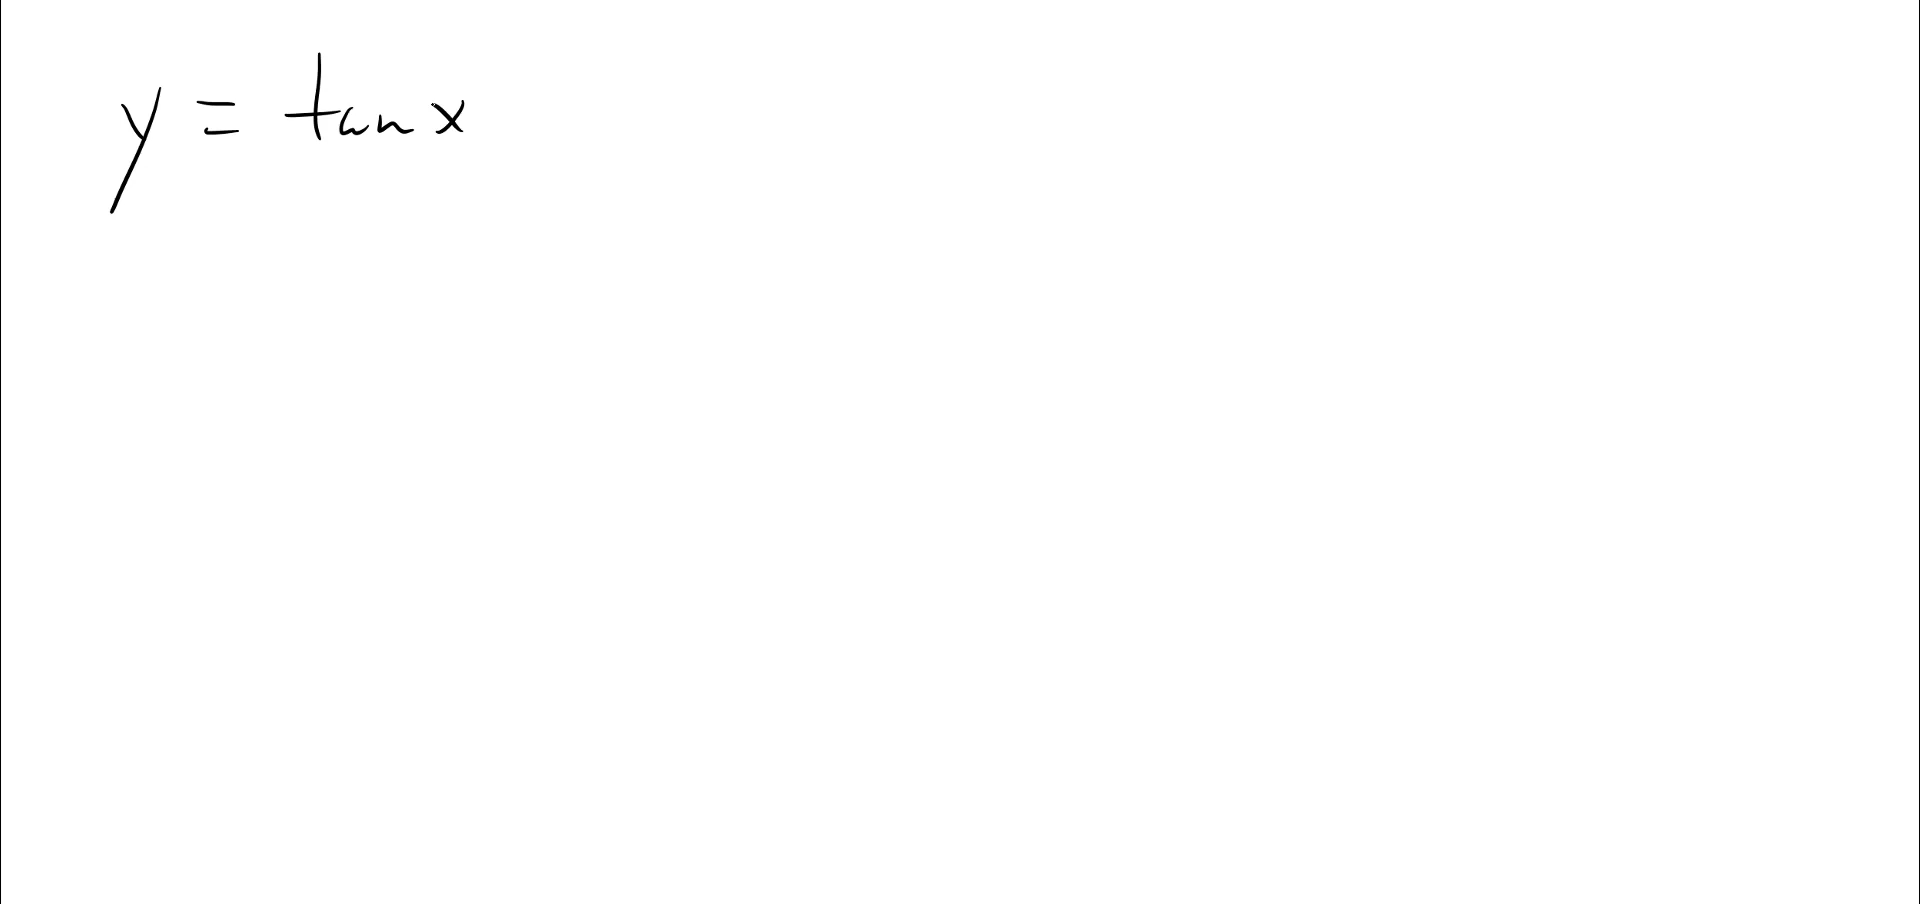 y = tan x